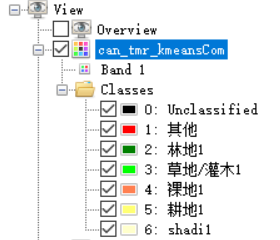 View
Overview
can_tmr_kmeansCom
Band 1
Classes
0: Unclassified
1: 其他
2: 林地1
3: 草地/灌木1
4: 裸地1
5: 耕地1
6: shadi1